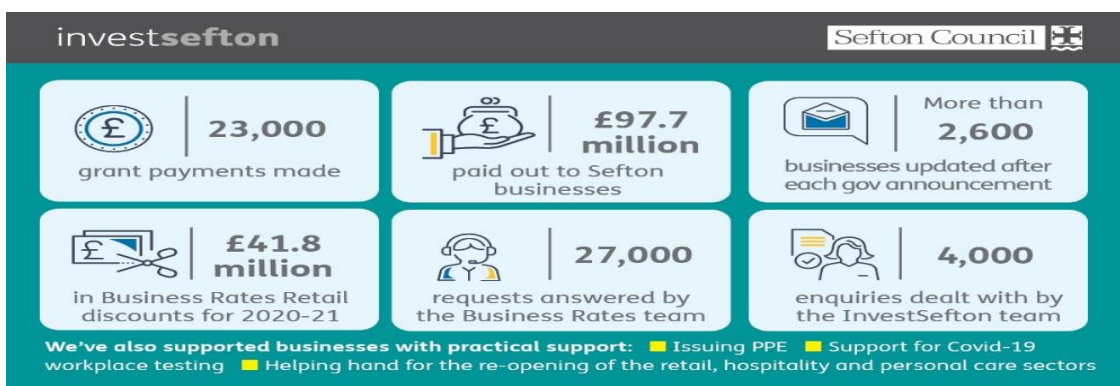 investsefton
Sefton Council
£
23,000
grant payments made
£
£97.7
million
paid out to Sefton
businesses
More than
2,600
businesses updated after
each gov announcement
£
£41.8
million
in Business Rates Retail
discounts for 2020-21
27,000
requests answered by
the Business Rates team
4,000
enquiries dealt with by
the InvestSefton team
We've also supported businesses with practical support: Issuing PPE Support for Covid-19
workplace testing Helping hand for the re-opening of the retail, hospitality and personal care sectors